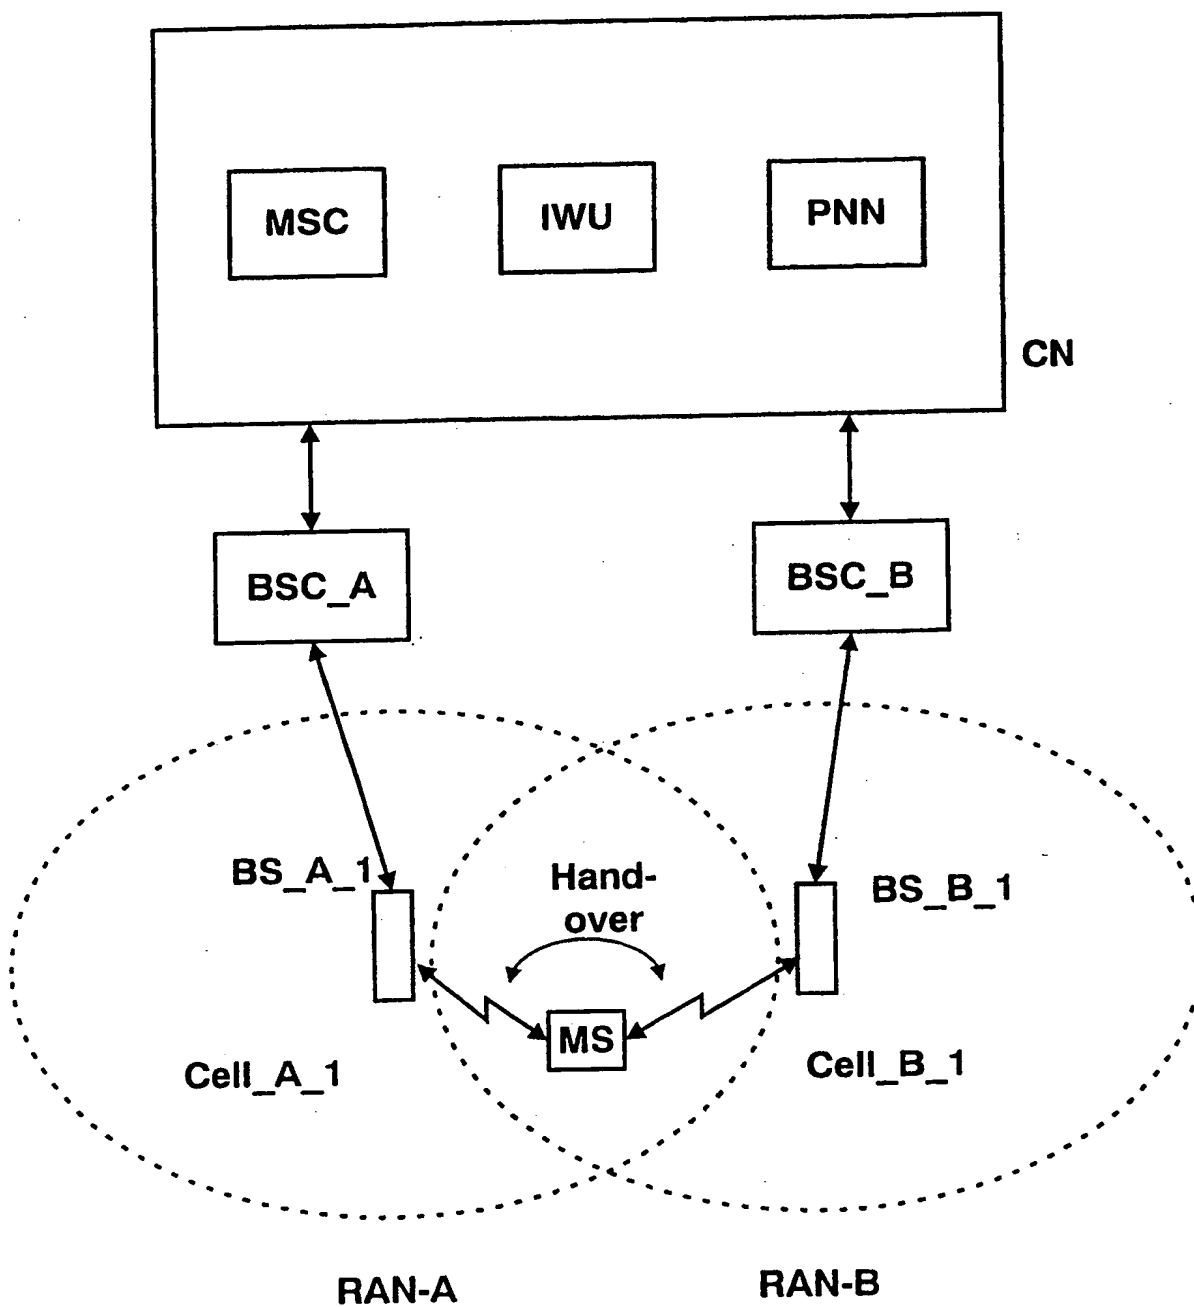 MSC
IWU
PNN
CN
BSC_A
BSC_B
BS_A_1
Hand-
over
BS_B_1
MS
Cell_A_1
Cell_B_1
RAN-A
RAN-B